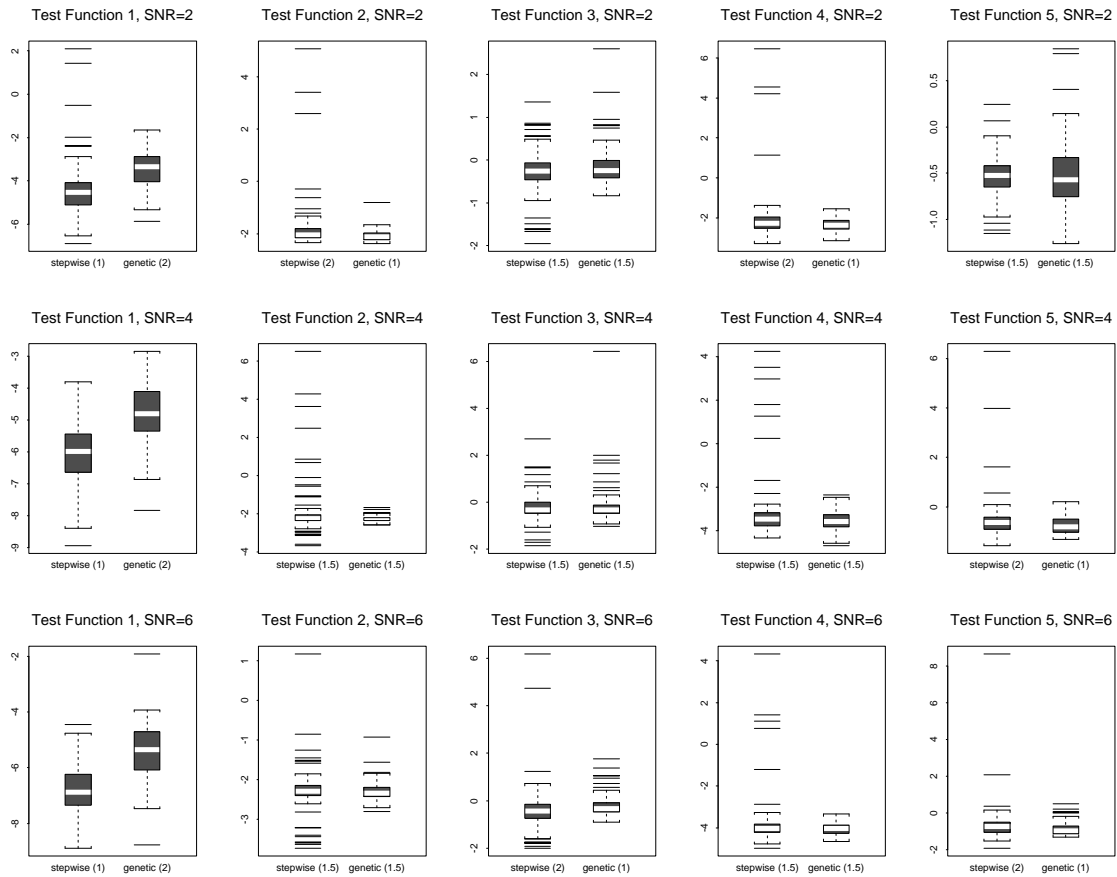 Test Function 1, SNR=2
Test Function 2, SNR=2
Test Function 3, SNR=2
Test Function 4, SNR=2
Test Function 5, SNR=2
2
0
-2
-4
-6
stepwise (1) genetic (2)
4
2
0
-2
stepwise (2) genetic (1)
2
1
0
-1
-2
stepwise (1.5) genetic (1.5)
6
4
2
0
-2
stepwise (2) genetic (1)
0.5
0.0
-0.5
-1.0
stepwise (1.5) genetic (1.5)
Test Function 1, SNR=4
Test Function 2, SNR=4
Test Function 3, SNR=4
Test Function 4, SNR=4
Test Function 5, SNR=4
-3
-4
-5
-6
-7
-8
-9
stepwise (1) genetic (2)
6
4
2
0
-2
-4
stepwise (1.5) genetic (1.5)
6
4
2
0
-2
stepwise (1.5) genetic (1.5)
4
2
0
-2
-4
stepwise (1.5) genetic (1.5)
6
4
2
0
stepwise (2) genetic (1)
Test Function 1, SNR=6
Test Function 2, SNR=6
Test Function 3, SNR=6
Test Function 4, SNR=6
Test Function 5, SNR=6
-2
-4
-6
-8
stepwise (1) genetic (2)
1
0
-1
-2
-3
stepwise (1.5) genetic (1.5)
6
4
2
0
-2
stepwise (2) genetic (1)
4
2
0
-2
-4
stepwise (1.5) genetic (1.5)
8
6
4
2
0
-2
stepwise (2) genetic (1)